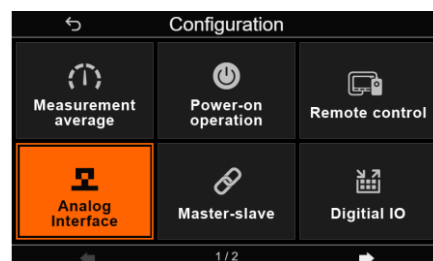 Configuration
Measurement
average
Power-on
operation
Remote control
Analog
Interface
Master-slave
Digitial IO
1/2